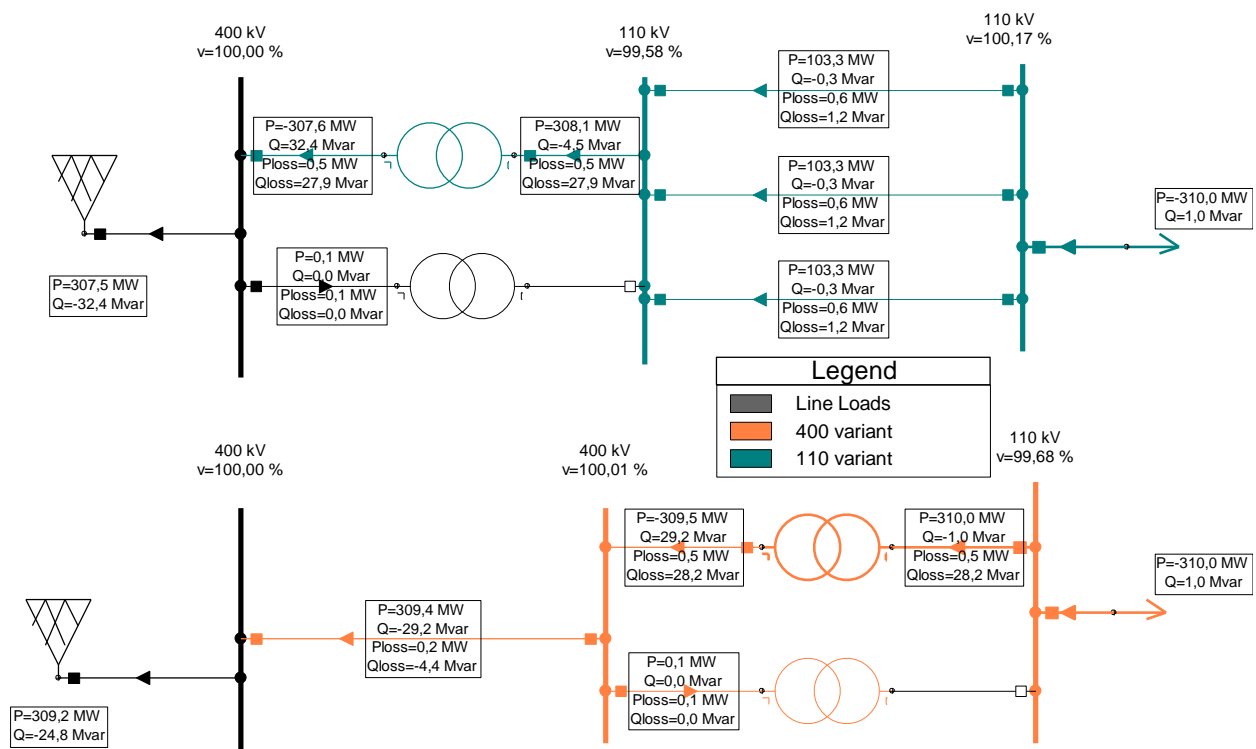 400 kV
v=100,00 %
110 kV
v=99,58 %
110 kV
v=100,17 %
P=-307,6 MW
Q=32,4 Mvar
Ploss=0,5 MW
Qloss=27,9 Mvar
P=308,1 MW
Q=-4,5 Mvar
Ploss=0,5 MW
Qloss=27,9 Mvar
P=103,3 MW
Q=-0,3 Mvar
Ploss=0,6 MW
Qloss=1,2 Mvar
P=103,3 MW
Q=-0,3 Mvar
Ploss=0,6 MW
Qloss=1,2 Mvar
P=-310,0 MW
Q=1,0 Mvar
P=307,5 MW
Q=-32,4 Mvar
P=0,1 MW
Q=0,0 Mvar
Ploss=0,1 MW
Qloss=0,0 Mvar
P=103,3 MW
Q=-0,3 Mvar
Ploss=0,6 MW
Qloss=1,2 Mvar
Legend
Line Loads
400 variant
110 variant
400 kV
v=100,00 %
400 kV
v=100,01 %
110 kV
v=99,68 %
P=-309,5 MW
Q=29,2 Mvar
Ploss=0,5 MW
Qloss=28,2 Mvar
P=310,0 MW
Q=-1,0 Mvar
Ploss=0,5 MW
Qloss=28,2 Mvar
P=-310,0 MW
Q=1,0 Mvar
P=309,4 MW
Q=-29,2 Mvar
Ploss=0,2 MW
Qloss=-4,4 Mvar
P=0,1 MW
Q=0,0 Mvar
Ploss=0,1 MW
Qloss=0,0 Mvar
P=309,2 MW
Q=-24,8 Mvar